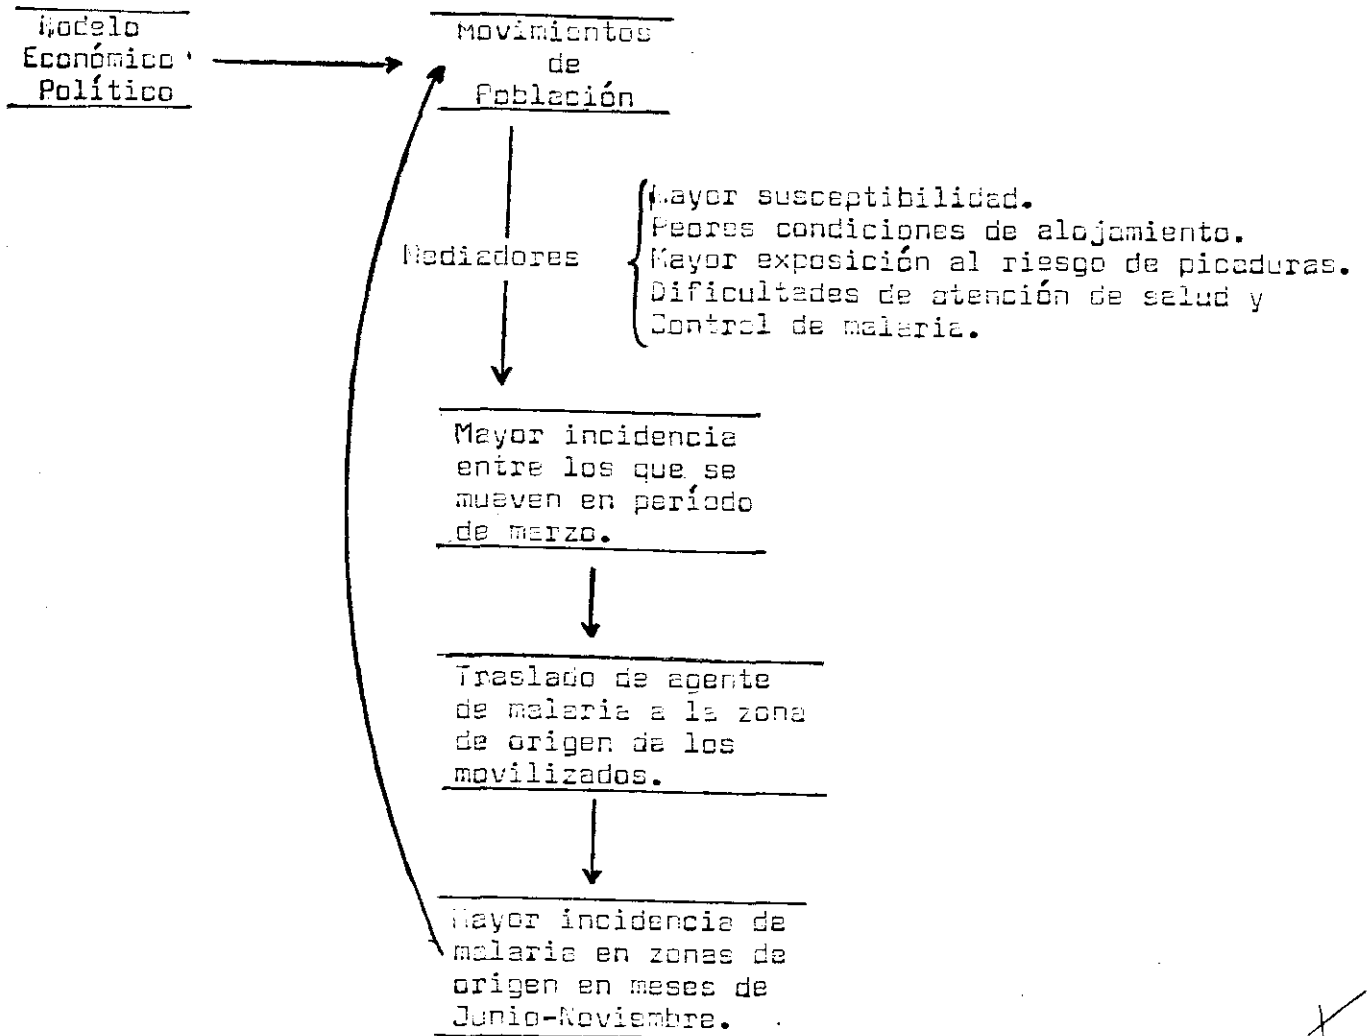 Modelo
Económico
Político
Movimientos
de
Población
Mediadores
Mayor susceptibilidad.
Peores condiciones de alojamiento.
Mayor exposición al riesgo de picaduras.
Dificultades de atención de salud y
Control de malaria.
Mayor incidencia
entre los que se
mueven en período
de marzo.
Traslado de agente
de malaria a la zona
de origen de los
movilizados.
Mayor incidencia de
malaria en zonas de
origen en meses de
Junio-Noviembre.